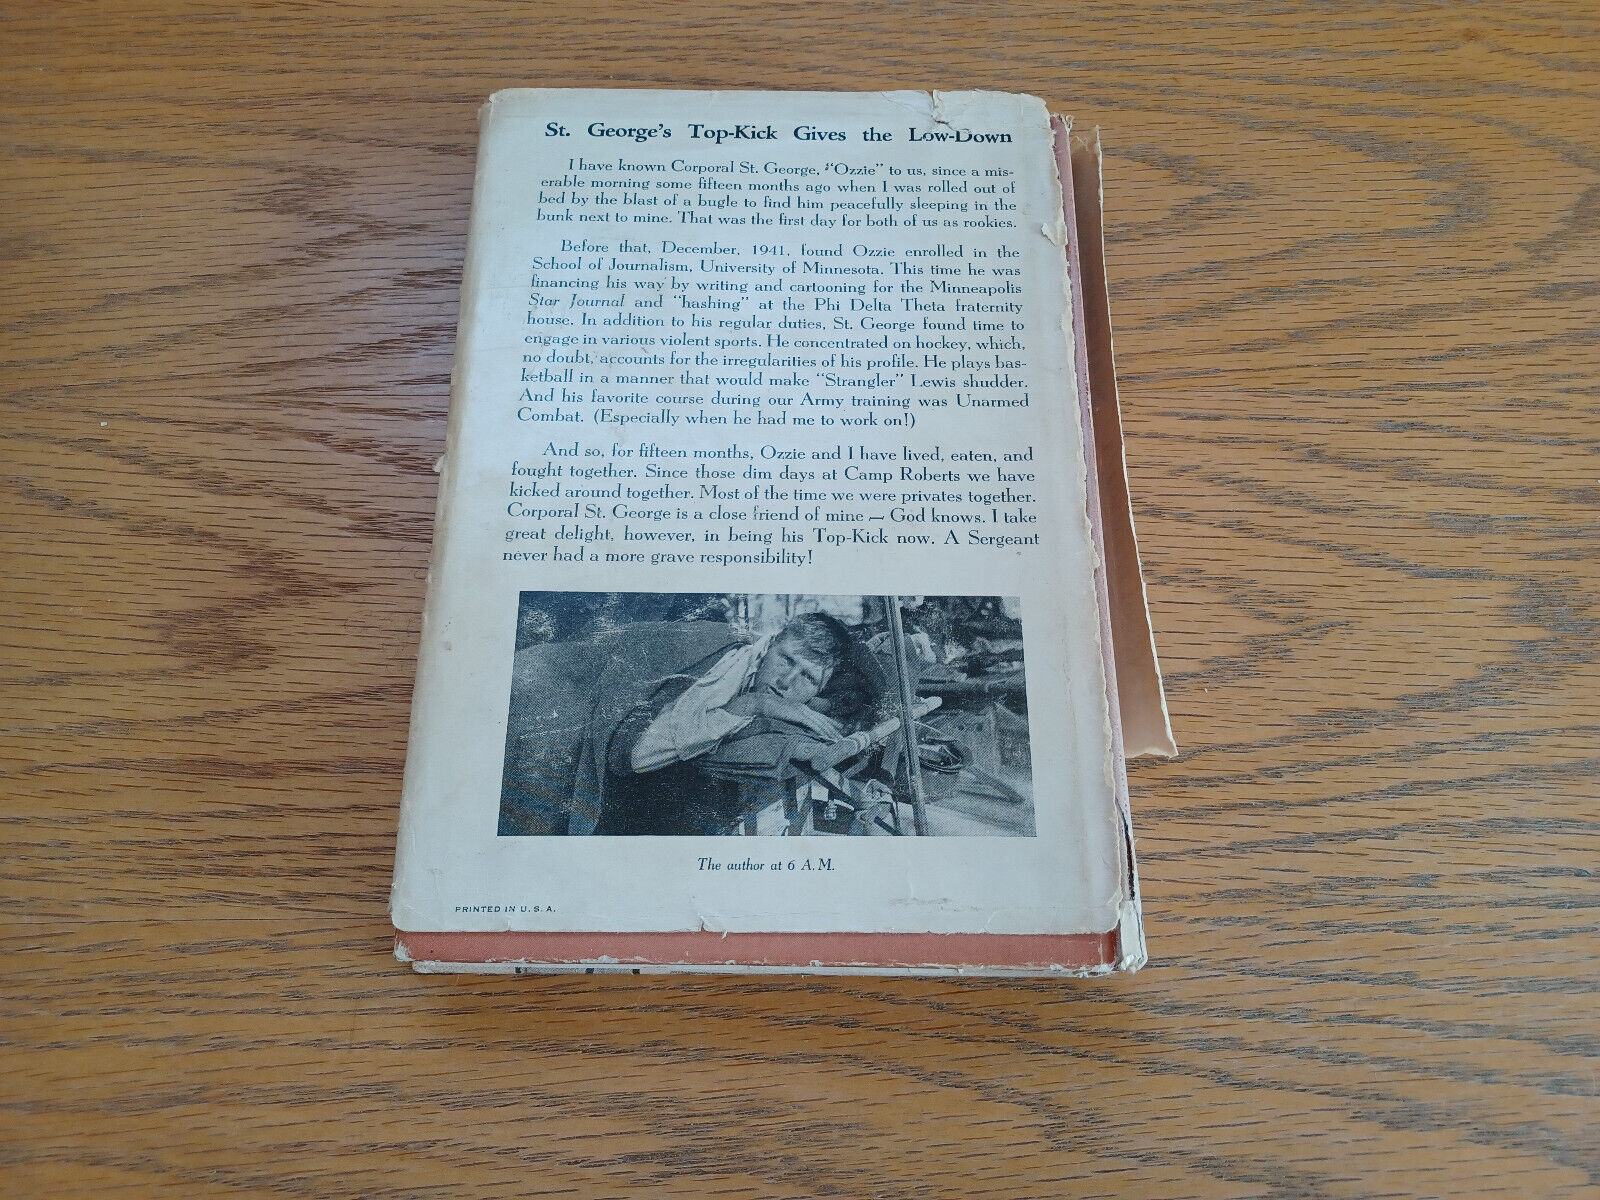 St. George's Top-Kick Gives the Low-Down
I have known Corporal St. George, "Ozzie" to us, since a mis-
erable morning some fifteen months ago when I was rolled out of
bed by the blast of a bugle to find him peacefully sleeping in the
bunk next to mine. That was the first day for both of us as rookies.
Before that, December, 1941, found Ozzie enrolled in the
School of Journalism, University of Minnesota. This time he was
financing his way by writing and cartooning for the Minneapolis
Star Journal and "hashing" at the Phi Delta Theta fraternity
house. In addition to his regular duties, St. George found time to
engage in various violent sports. He concentrated on hockey, which,
no doubt, accounts for the irregularities of his profile. He plays bas-
ketball in a manner that would make "Strangler" Lewis shudder.
And his favorite course during our Army training was Unarmed
Combat. (Especially when he had me to work on!)
And so, for fifteen months, Ozzie and I have lived, eaten, and
fought together. Since those dim days at Camp Roberts we have
kicked around together. Most of the time we were privates together.
Corporal St. George is a close friend of mine — God knows. I take
great delight, however, in being his Top-Kick now. A Sergeant
never had a more grave responsibility!
The author at 6 A.M.
PRINTED IN U. S. A.